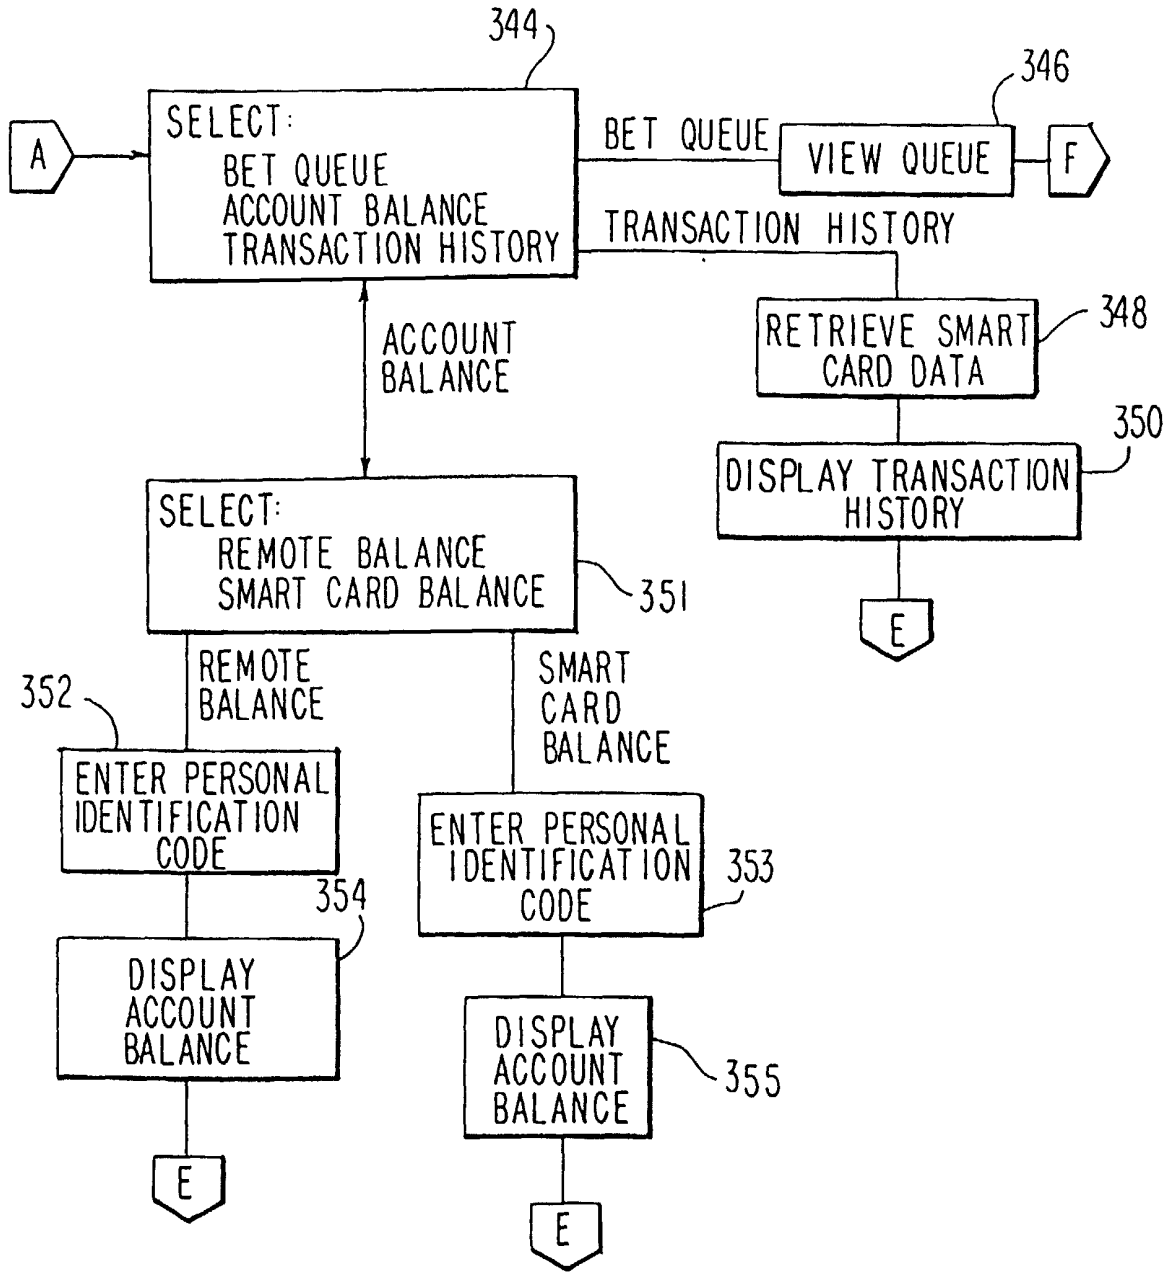 344
346
A
SELECT:
BET QUEUE
ACCOUNT BALANCE
TRANSACTION HISTORY
BET QUEUE
VIEW QUEUE
F
TRANSACTION HISTORY
348
RETRIEVE SMART
CARD DATA
350
DISPLAY TRANSACTION
HISTORY
E
ACCOUNT
BALANCE
SELECT:
REMOTE BALANCE
SMART CARD BALANCE
351
REMOTE
BALANCE
352
ENTER PERSONAL
IDENTIFICATION
CODE
354
DISPLAY
ACCOUNT
BALANCE
E
SMART
CARD
BALANCE
ENTER PERSONAL
IDENTIFICATION
CODE
353
DISPLAY
ACCOUNT
BALANCE
355
E